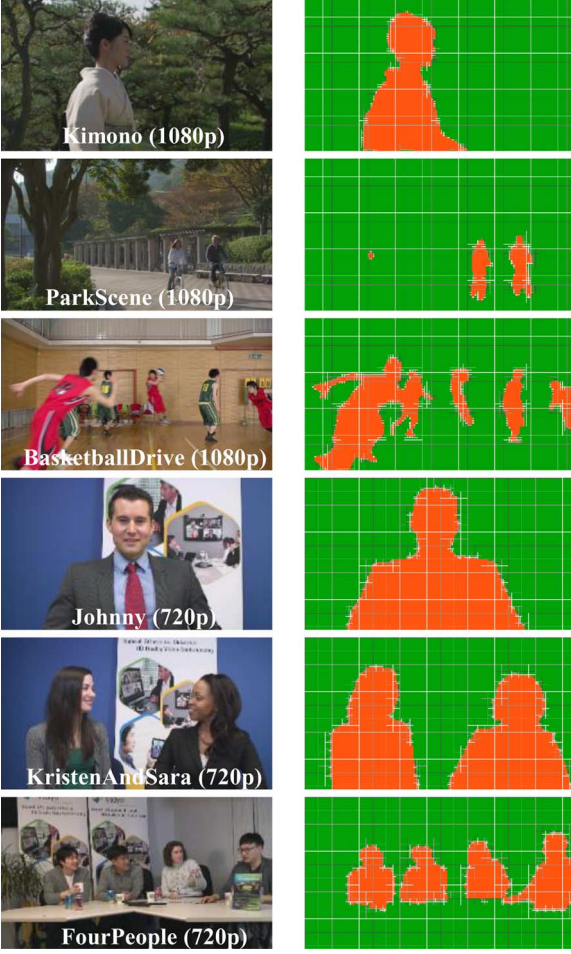 Kimono (1080p)
ParkScene (1080p)
BasketballDrive (1080p)
Johnny (720p)
KristenAndSara (720p)
FourPeople (720p)